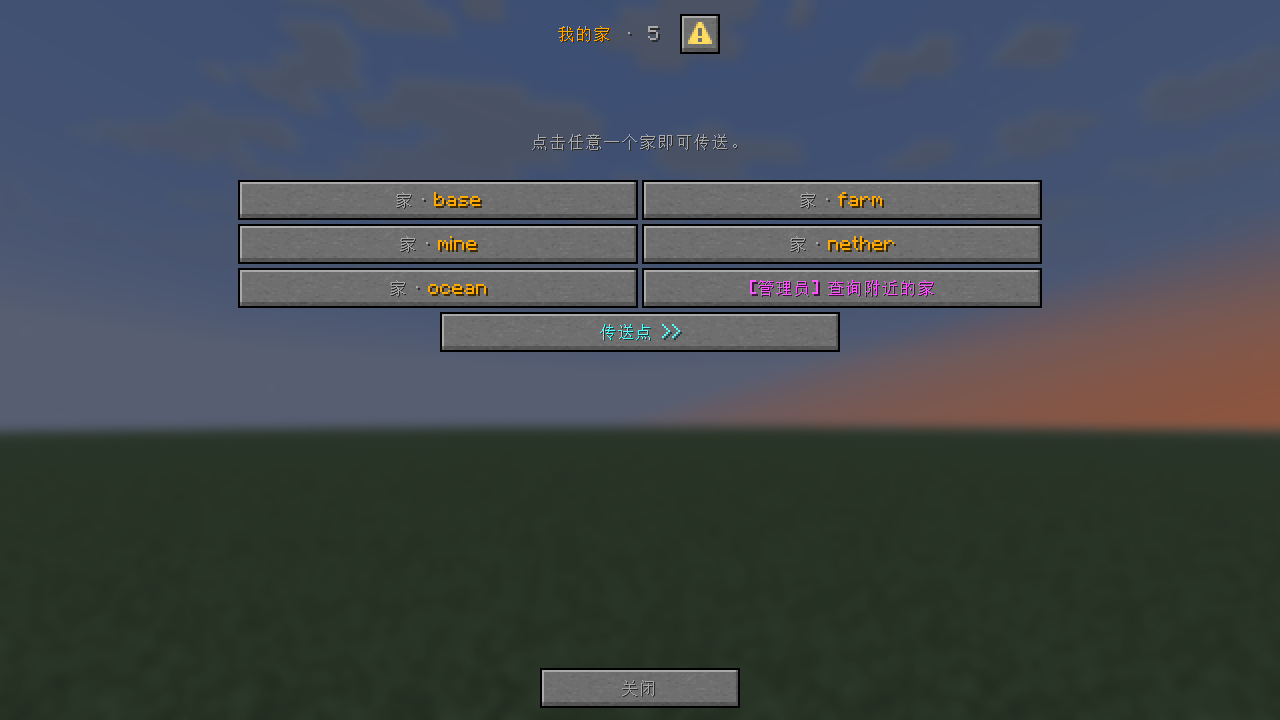 我的家 · 5
点击任意一个家即可传送。
家 · base
家 · farm
家 · mine
家 · nether
家 · ocean
【管理员】查询附近的家
传送点 >>
关闭